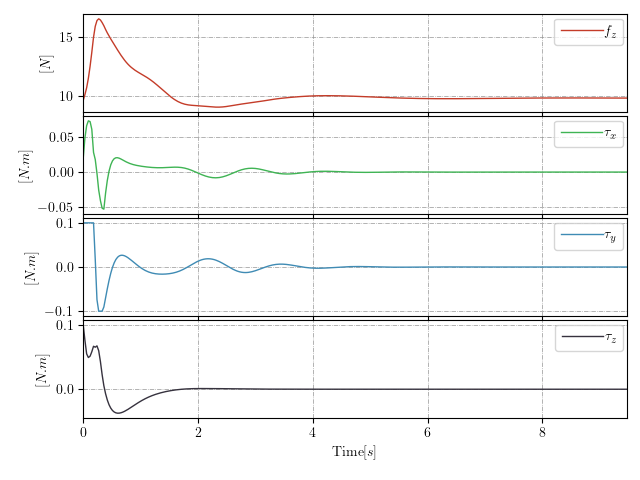 15
10
[N]
f_z
0.05
0.00
−0.05
[N.m]
τ_x
0.1
0.0
−0.1
[N.m]
τ_y
0.1
0.0
[N.m]
τ_z
0 2 4 6 8
Time[s]